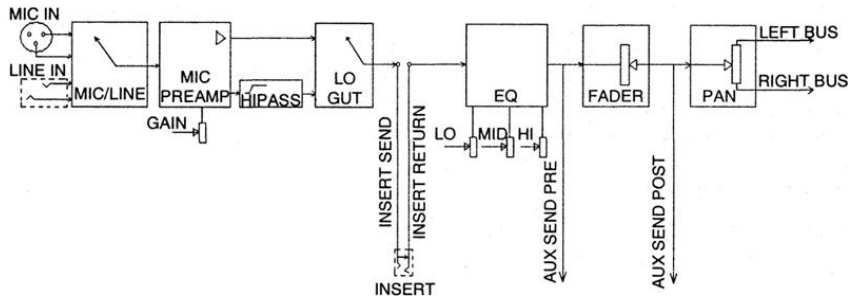 MIC IN
LINE IN
MIC/LINE
MIC
PREAMP
GAIN
HIPASS
LO
GUT
INSERT SEND
INSERT RETURN
INSERT
EQ
LO
MID
HI
AUX SEND PRE
FADER
AUX SEND POST
PAN
LEFT BUS
RIGHT BUS